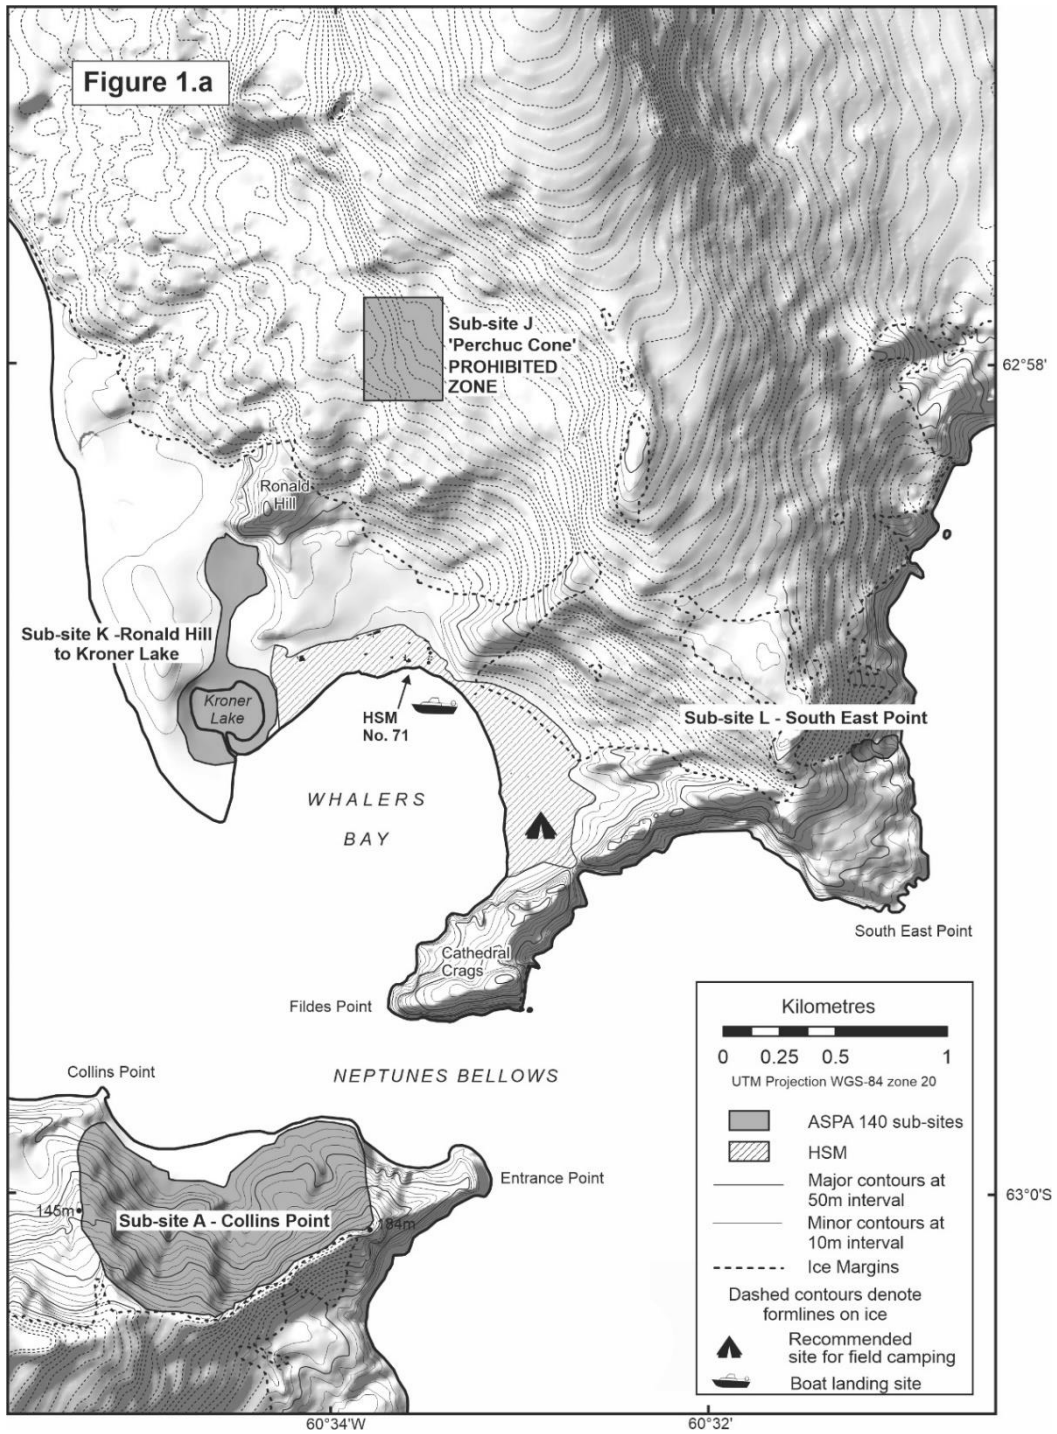 Figure 1.a
Sub-site J
'Perchuc Cone'
PROHIBITED
ZONE
62°58'
Ronald
Hill
Sub-site K -Ronald Hill
to Kroner Lake
Kroner
Lake
HSM
No. 71
Sub-site L - South East Point
WHALERS
BAY
South East Point
Cathedral
Crags
Fildes Point
NEPTUNES BELLOWS
Collins Point
Entrance Point
145m
Sub-site A - Collins Point
184m
63°0'S
Kilometres
0 0.25 0.5 1
UTM Projection WGS-84 zone 20
ASPA 140 sub-sites
HSM
Major contours at
50m interval
Minor contours at
10m interval
Ice Margins
Dashed contours denote
formlines on ice
Recommended
site for field camping
Boat landing site
60°34'W
60°32'